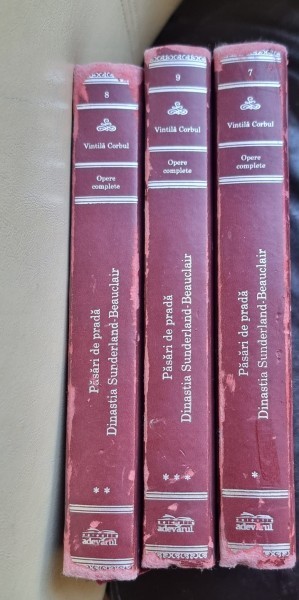 8
Vintilă Corbul
Opere
complete
Păsări de pradă
Dinastia Sunderland-Beauclair
**
adevărul
9
Vintilă Corbul
Opere
complete
Păsări de pradă
Dinastia Sunderland-Beauclair
***
adevărul
7
Vintilă Corbul
Opere
complete
Păsări de pradă
Dinastia Sunderland-Beauclair
*
adevărul